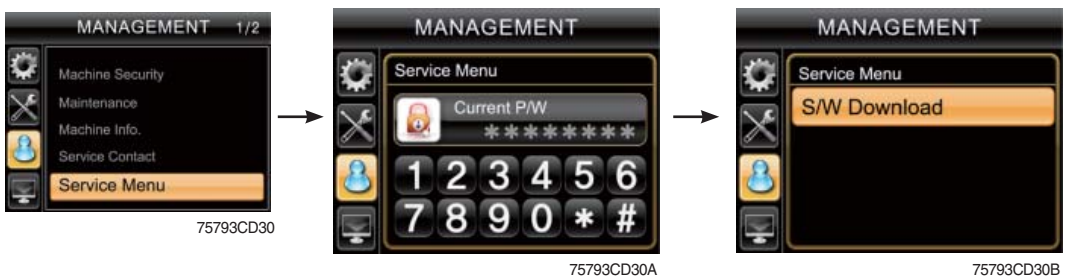 MANAGEMENT 1/2
Machine Security
Maintenance
Machine Info.
Service Contact
Service Menu
75793CD30
MANAGEMENT
Service Menu
Current P/W
********
1 2 3 4 5 6
7 8 9 0 * #
75793CD30A
MANAGEMENT
Service Menu
S/W Download
75793CD30B